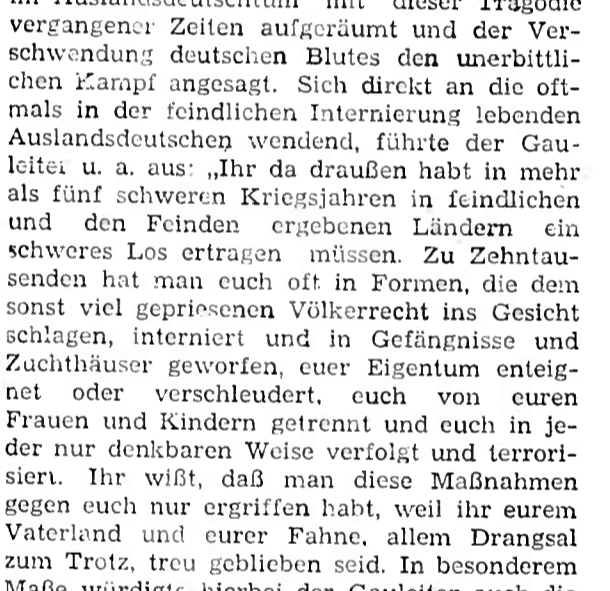 im Auslandsdeutschtum mit dieser Tragödie
vergangener Zeiten aufgeräumt und der Ver-
schwendung deutschen Blutes den unerbittli-
chen Kampf angesagt. Sich direkt an die oft-
mals in der feindlichen Internierung lebenden
Auslandsdeutschen wendend, führte der Gau-
leiter u. a. aus: „Ihr da draußen habt in mehr
als fünf schweren Kriegsjahren in feindlichen
und den Feinden ergebenen Ländern ein
schweres Los ertragen müssen. Zu Zehntau-
senden hat man euch oft in Formen, die dem
sonst viel gepriesenen Völkerrecht ins Gesicht
schlagen, interniert und in Gefängnisse und
Zuchthäuser geworfen, euer Eigentum enteig-
net oder verschleudert, euch von euren
Frauen und Kindern getrennt und euch in je-
der nur denkbaren Weise verfolgt und terrori-
siert. Ihr wißt, daß man diese Maßnahmen
gegen euch nur ergriffen habt, weil ihr eurem
Vaterland und eurer Fahne, allem Drangsal
zum Trotz, treu geblieben seid. In besonderem
Maße würdigte hierbei der Gauleiter auch die